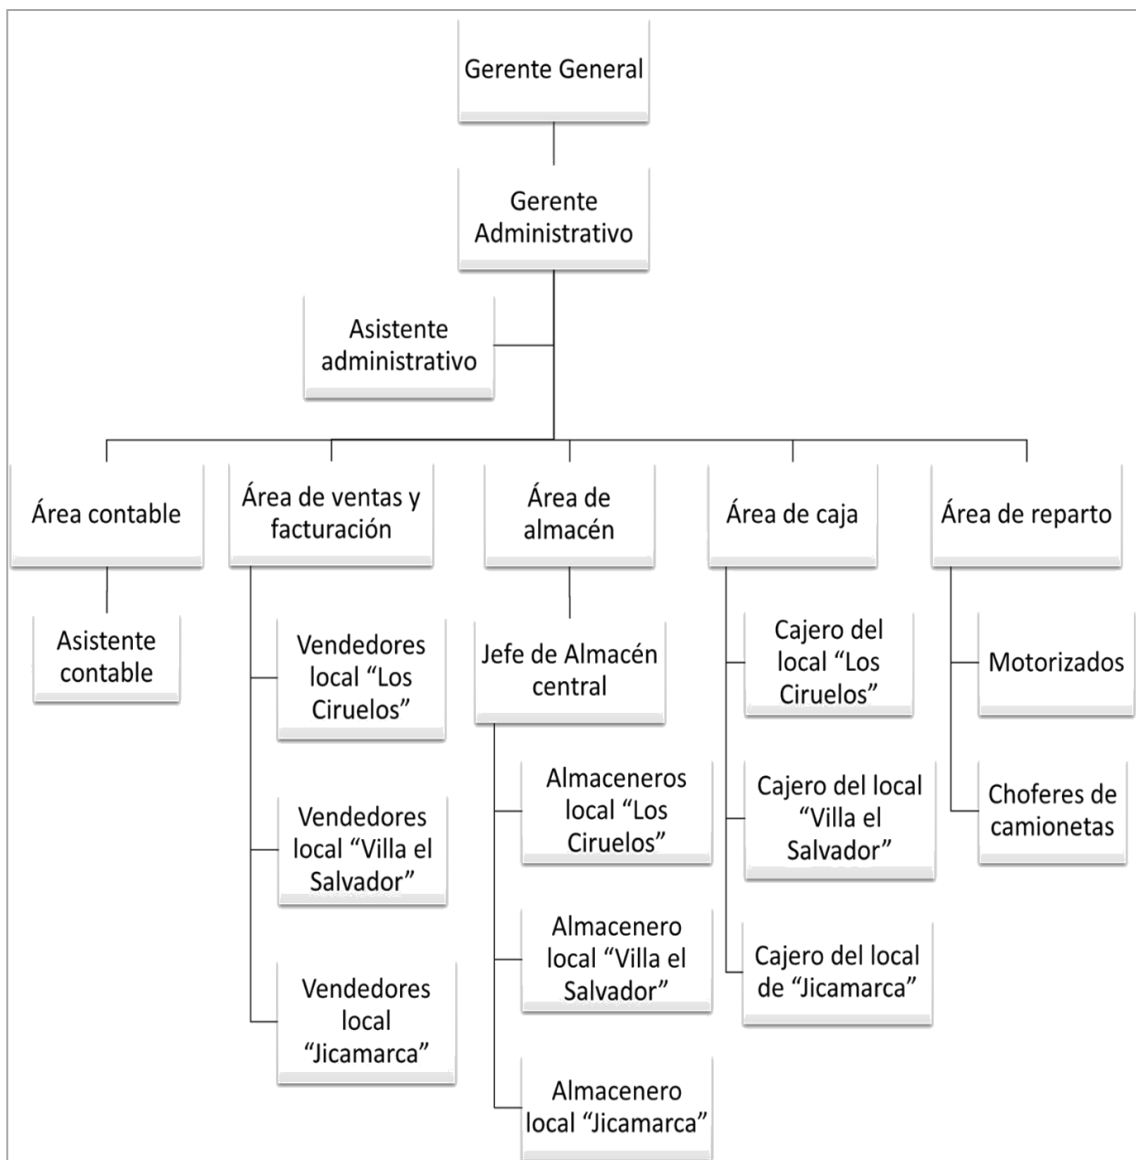 Gerente General
Gerente
Administrativo
Asistente
administrativo
Área contable
Área de ventas y
facturación
Área de
almacén
Área de caja
Área de reparto
Asistente
contable
Vendedores
local “Los
Ciruelos”
Vendedores
local “Villa el
Salvador”
Vendedores
local
“Jicamarca”
Jefe de Almacén
central
Almaceneros
local “Los
Ciruelos”
Almacenero
local “Villa el
Salvador”
Almacenero
local “Jicamarca”
Cajero del
local “Los
Ciruelos”
Cajero del local
“Villa el
Salvador”
Cajero del local
de “Jicamarca”
Motorizados
Choferes de
camionetas